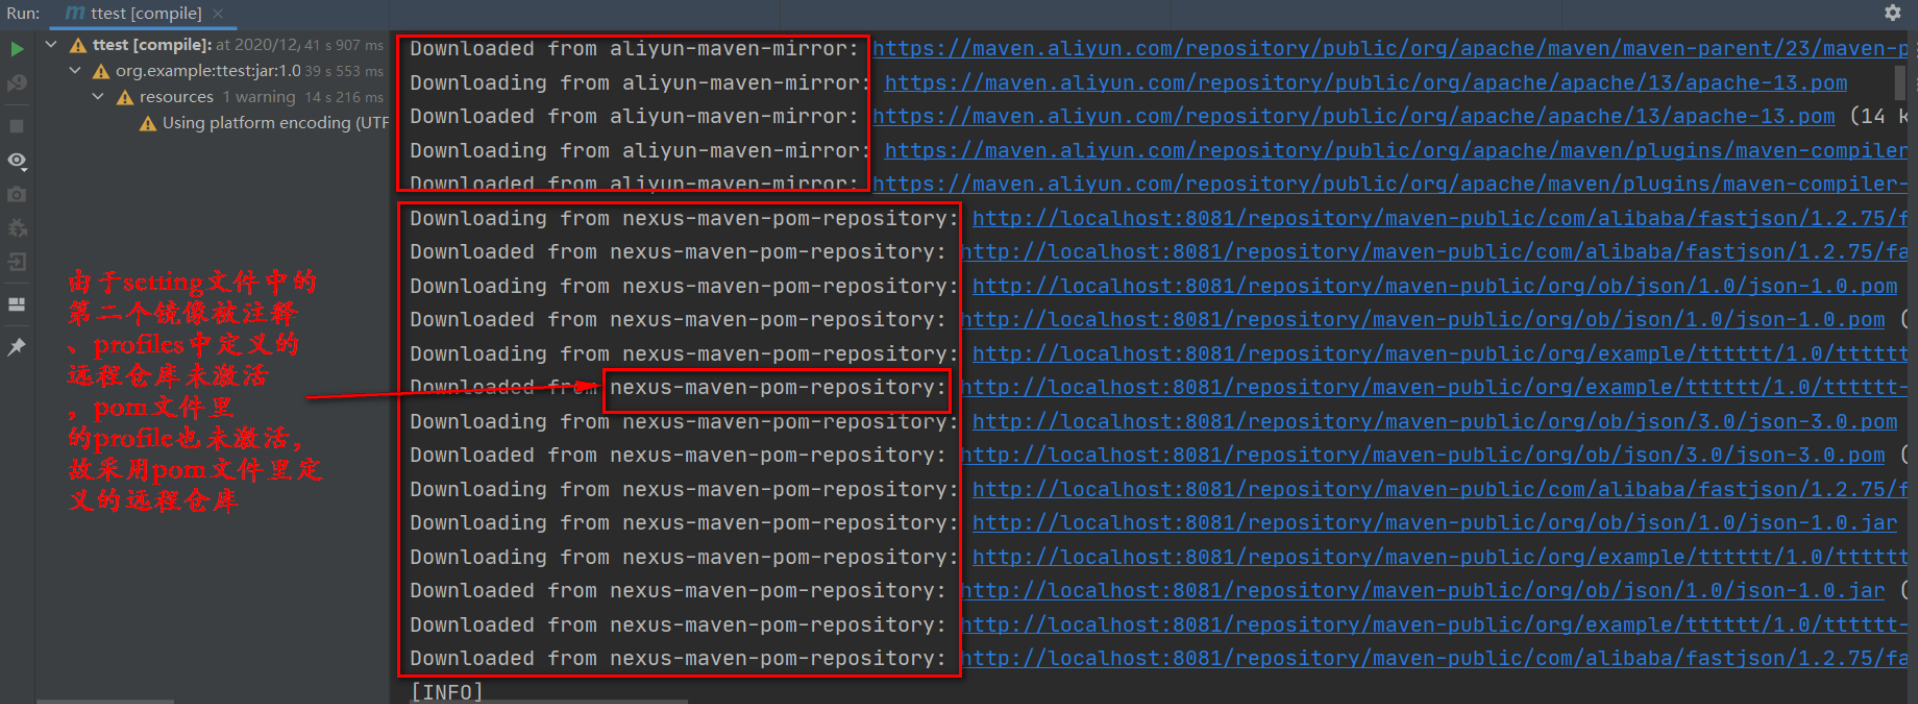 Run: ttest [compile] ×
ttest [compile]: at 2020/12, 41 s 907 ms
org.example:ttest:jar:1.0 39 s 553 ms
resources 1 warning 14 s 216 ms
Using platform encoding (UTF
Downloaded from aliyun-maven-mirror: https://maven.aliyun.com/repository/public/org/apache/maven/maven-parent/23/maven-p
Downloading from aliyun-maven-mirror: https://maven.aliyun.com/repository/public/org/apache/apache/13/apache-13.pom
Downloaded from aliyun-maven-mirror: https://maven.aliyun.com/repository/public/org/apache/apache/13/apache-13.pom (14 k
Downloading from aliyun-maven-mirror: https://maven.aliyun.com/repository/public/org/apache/maven/plugins/maven-compiler
Downloaded from aliyun-maven-mirror: https://maven.aliyun.com/repository/public/org/apache/maven/plugins/maven-compiler-
Downloading from nexus-maven-pom-repository: http://localhost:8081/repository/maven-public/com/alibaba/fastjson/1.2.75/f
Downloaded from nexus-maven-pom-repository: http://localhost:8081/repository/maven-public/com/alibaba/fastjson/1.2.75/fa
Downloading from nexus-maven-pom-repository: http://localhost:8081/repository/maven-public/org/ob/json/1.0/json-1.0.pom
Downloaded from nexus-maven-pom-repository: http://localhost:8081/repository/maven-public/org/ob/json/1.0/json-1.0.pom (
Downloading from nexus-maven-pom-repository: http://localhost:8081/repository/maven-public/org/example/tttttt/1.0/tttttt
Downloaded from nexus-maven-pom-repository: http://localhost:8081/repository/maven-public/org/example/tttttt/1.0/tttttt-
Downloading from nexus-maven-pom-repository: http://localhost:8081/repository/maven-public/org/ob/json/3.0/json-3.0.pom
Downloaded from nexus-maven-pom-repository: http://localhost:8081/repository/maven-public/org/ob/json/3.0/json-3.0.pom (
Downloading from nexus-maven-pom-repository: http://localhost:8081/repository/maven-public/com/alibaba/fastjson/1.2.75/f
Downloading from nexus-maven-pom-repository: http://localhost:8081/repository/maven-public/org/ob/json/1.0/json-1.0.jar
Downloading from nexus-maven-pom-repository: http://localhost:8081/repository/maven-public/org/example/tttttt/1.0/tttttt
Downloaded from nexus-maven-pom-repository: http://localhost:8081/repository/maven-public/org/ob/json/1.0/json-1.0.jar (
Downloaded from nexus-maven-pom-repository: http://localhost:8081/repository/maven-public/org/example/tttttt/1.0/tttttt-
Downloaded from nexus-maven-pom-repository: http://localhost:8081/repository/maven-public/com/alibaba/fastjson/1.2.75/fa
[INFO]
由于setting文件中的
第二个镜像被注释
、profiles中定义的
远程仓库未激活
，pom文件里
的profile也未激活，
故采用pom文件里定
义的远程仓库